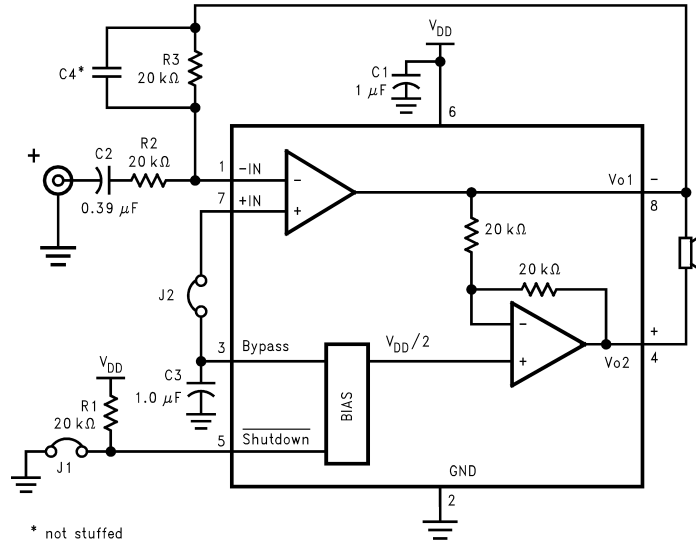 V_DD
C4*
R3
20 kΩ
C1
1 μF
6
+
C2
R2
20 kΩ
0.39 μF
1
-IN
7
+IN
−
+
Vo1
−
8
20 kΩ
20 kΩ
J2
−
+
Vo2
+
4
3
Bypass
V_DD/2
C3
1.0 μF
BIAS
V_DD
R1
20 kΩ
5
Shutdown
J1
GND
2
* not stuffed